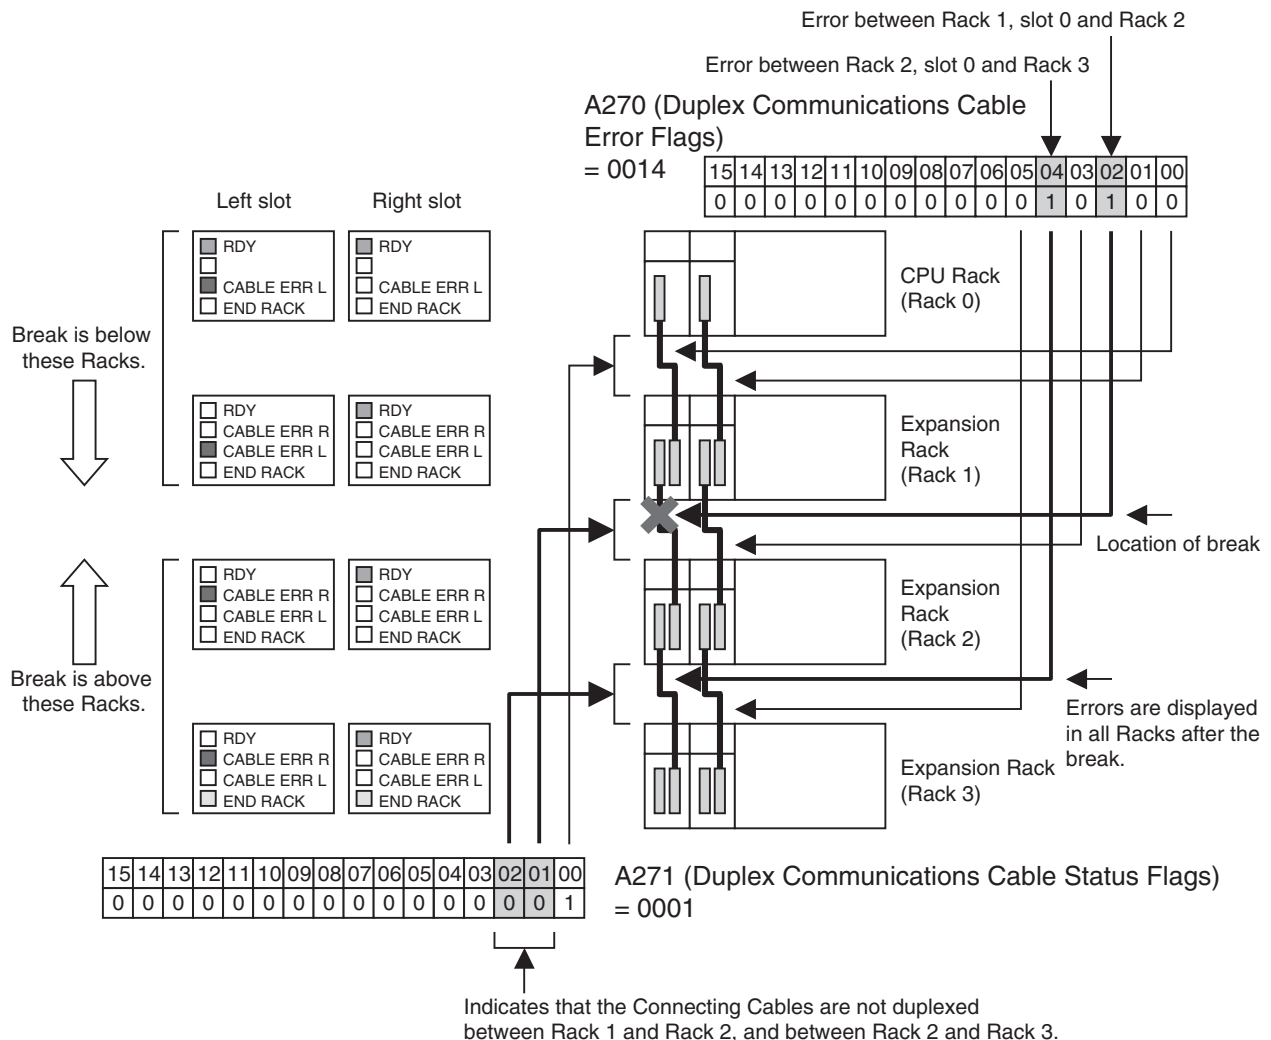 Error between Rack 1, slot 0 and Rack 2
Error between Rack 2, slot 0 and Rack 3
A270 (Duplex Communications Cable
Error Flags)
= 0014
15 14 13 12 11 10 09 08 07 06 05 04 03 02 01 00
0 0 0 0 0 0 0 0 0 0 0 1 0 1 0 0
Left slot
Right slot
RDY
CABLE ERR L
END RACK
RDY
CABLE ERR L
END RACK
CPU Rack
(Rack 0)
Break is below
these Racks.
RDY
CABLE ERR R
CABLE ERR L
END RACK
RDY
CABLE ERR R
CABLE ERR L
END RACK
Expansion
Rack
(Rack 1)
Location of break
RDY
CABLE ERR R
CABLE ERR L
END RACK
RDY
CABLE ERR R
CABLE ERR L
END RACK
Expansion
Rack
(Rack 2)
Break is above
these Racks.
Errors are displayed
in all Racks after the
break.
RDY
CABLE ERR R
CABLE ERR L
END RACK
RDY
CABLE ERR R
CABLE ERR L
END RACK
Expansion Rack
(Rack 3)
15 14 13 12 11 10 09 08 07 06 05 04 03 02 01 00
0 0 0 0 0 0 0 0 0 0 0 0 0 0 0 1
A271 (Duplex Communications Cable Status Flags)
= 0001
Indicates that the Connecting Cables are not duplexed
between Rack 1 and Rack 2, and between Rack 2 and Rack 3.